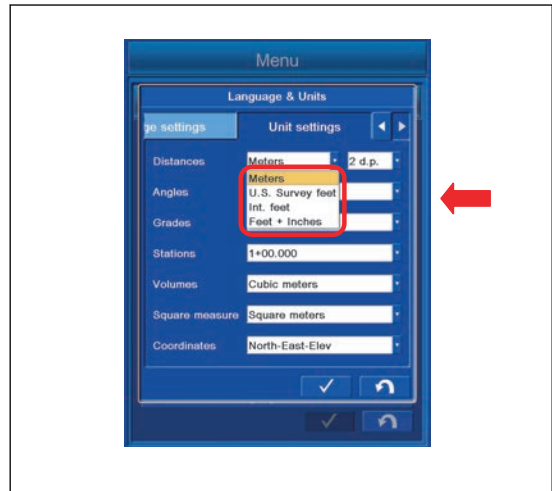 Menu
Language & Units
ge settings
Unit settings
Distances
Meters
2 d.p.
Meters
U.S. Survey feet
Int. feet
Feet + Inches
Angles
Grades
Stations
1+00.000
Volumes
Cubic meters
Square measure
Square meters
Coordinates
North-East-Elev